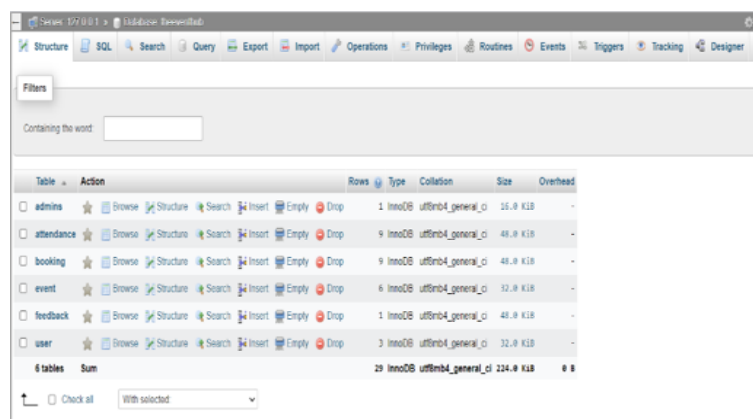 Server: 127.0.0.1 » Database:
Structure SQL Search Query Export Import Operations Privileges Routines Events Triggers Tracking Designer
Filters
Containing the word:
Table Action Rows Type Collation Size Overhead
admins Browse Structure Search Insert Empty Drop 1 InnoDB utf8mb4_general_ci 16.0 KiB -
attendance Browse Structure Search Insert Empty Drop 9 InnoDB utf8mb4_general_ci 48.0 KiB -
booking Browse Structure Search Insert Empty Drop 9 InnoDB utf8mb4_general_ci 48.0 KiB -
event Browse Structure Search Insert Empty Drop 6 InnoDB utf8mb4_general_ci 32.0 KiB -
feedback Browse Structure Search Insert Empty Drop 1 InnoDB utf8mb4_general_ci 48.0 KiB -
user Browse Structure Search Insert Empty Drop 3 InnoDB utf8mb4_general_ci 32.0 KiB -
6 tables Sum 29 InnoDB utf8mb4_general_ci 224.0 KiB 0 B
Check all With selected